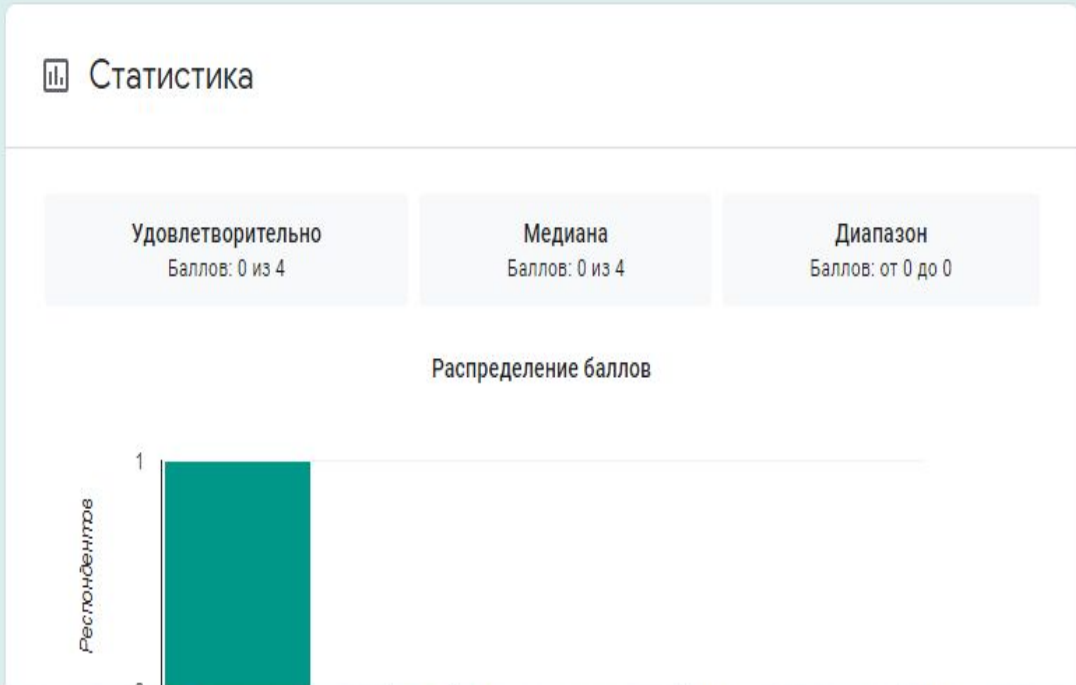 Статистика
Удовлетворительно
Баллов: 0 из 4
Медиана
Баллов: 0 из 4
Диапазон
Баллов: от 0 до 0
Распределение баллов
1
Респондентов